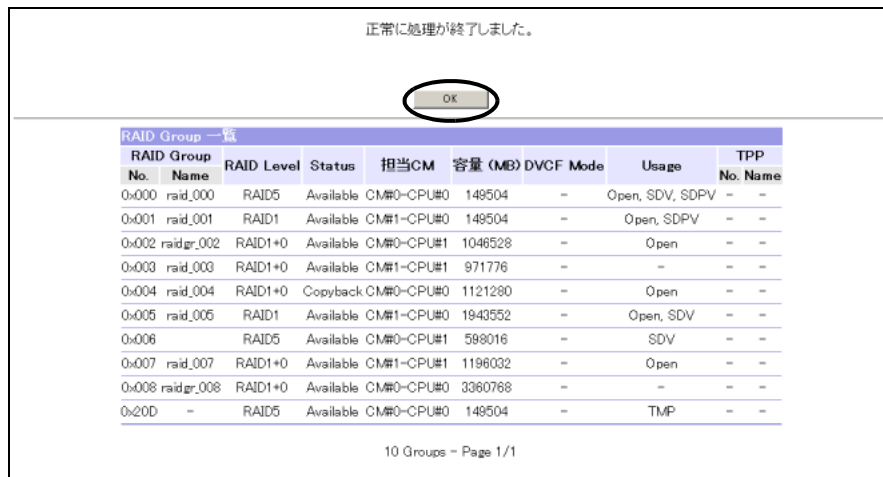 正常に処理が終了しました。
OK
RAID Group 一覧
RAID Group RAID Level Status 担当CM 容量 (MB) DVCF Mode Usage TPP
No. Name No. Name
0x000 raid_000 RAID5 Available CM#0-CPU#0 149504 - Open, SDV, SDPV - -
0x001 raid_001 RAID1 Available CM#1-CPU#0 149504 - Open, SDPV - -
0x002 raidgr_002 RAID1+0 Available CM#0-CPU#1 1046528 - Open - -
0x003 raid_003 RAID1+0 Available CM#1-CPU#1 971776 - - - -
0x004 raid_004 RAID1+0 Copyback CM#0-CPU#0 1121280 - Open - -
0x005 raid_005 RAID1 Available CM#1-CPU#0 1943552 - Open, SDV - -
0x006 RAID5 Available CM#0-CPU#1 598016 - SDV - -
0x007 raid_007 RAID1+0 Available CM#1-CPU#1 1196032 - Open - -
0x008 raidgr_008 RAID1+0 Available CM#0-CPU#0 3360768 - - - -
0x20D - RAID5 Available CM#0-CPU#0 149504 - TMP - -
10 Groups - Page 1/1